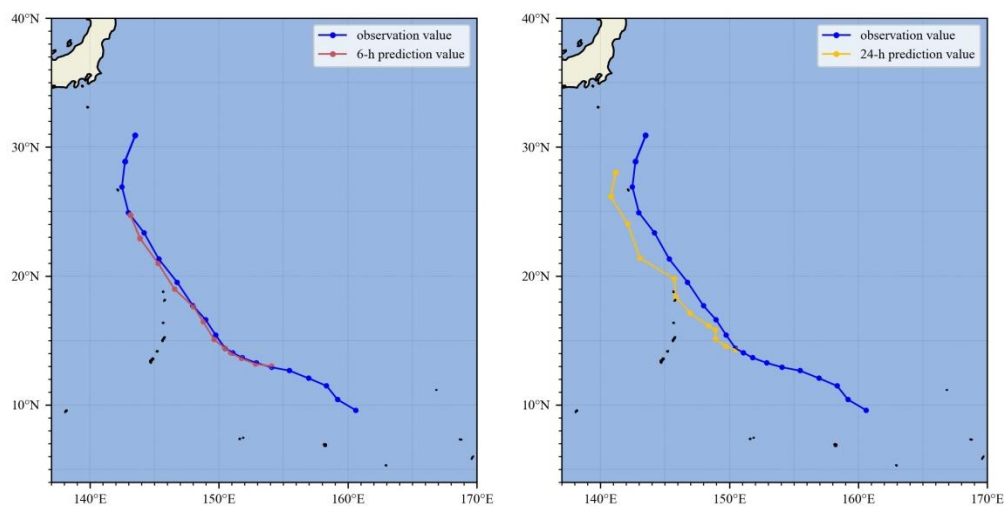 40°N
30°N
20°N
10°N
140°E 150°E 160°E 170°E
observation value
6-h prediction value
40°N
30°N
20°N
10°N
140°E 150°E 160°E 170°E
observation value
24-h prediction value